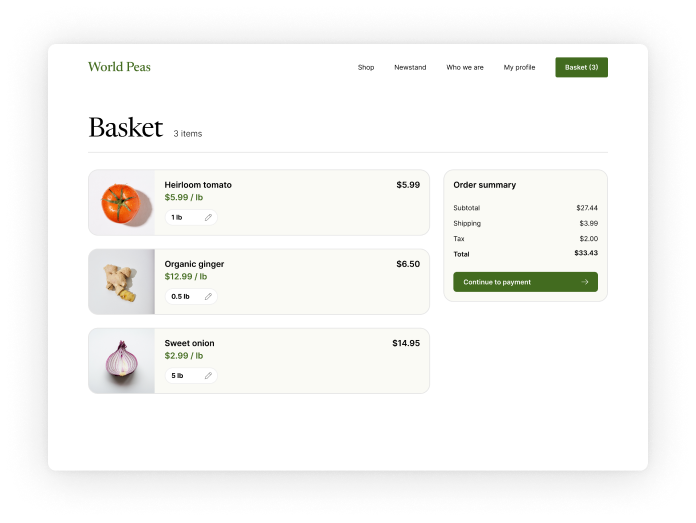 World Peas
Shop
Newstand
Who we are
My profile
Basket (3)
Basket
3 items
Heirloom tomato
$5.99
$5.99 / lb
1 lb
Organic ginger
$6.50
$12.99 / lb
0.5 lb
Sweet onion
$14.95
$2.99 / lb
5 lb
Order summary
Subtotal $27.44
Shipping $3.99
Tax $2.00
Total $33.43
Continue to payment